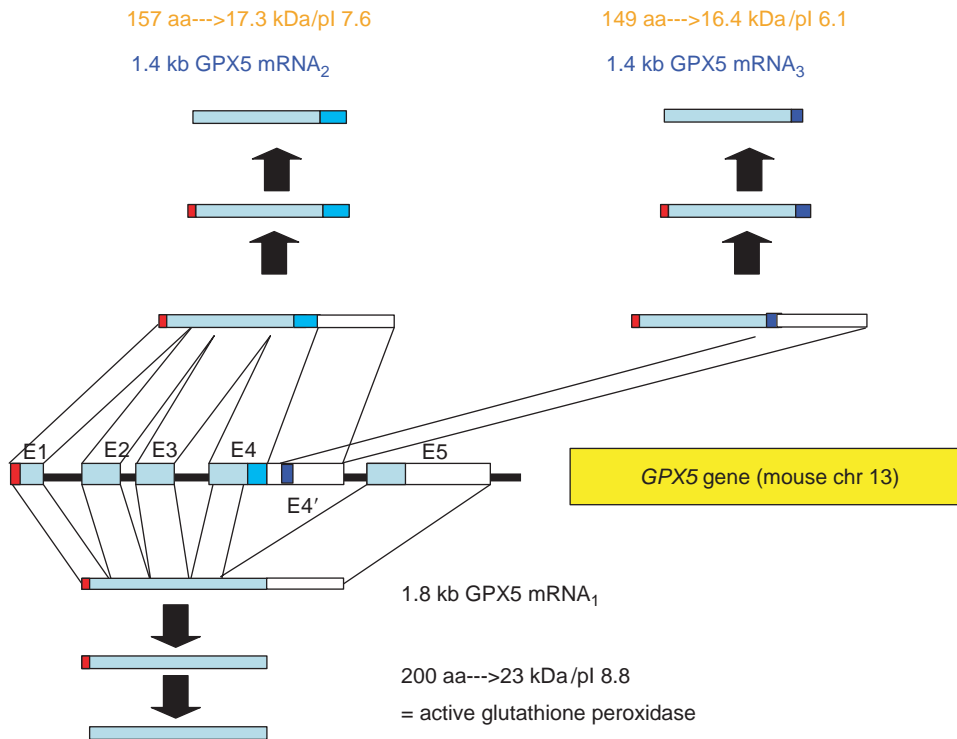 157 aa--->17.3 kDa/pI 7.6
149 aa--->16.4 kDa/pI 6.1
1.4 kb GPX5 mRNA2
1.4 kb GPX5 mRNA3
E1
E2
E3
E4
E5
E4′
GPX5 gene (mouse chr 13)
1.8 kb GPX5 mRNA1
200 aa--->23 kDa/pI 8.8
= active glutathione peroxidase